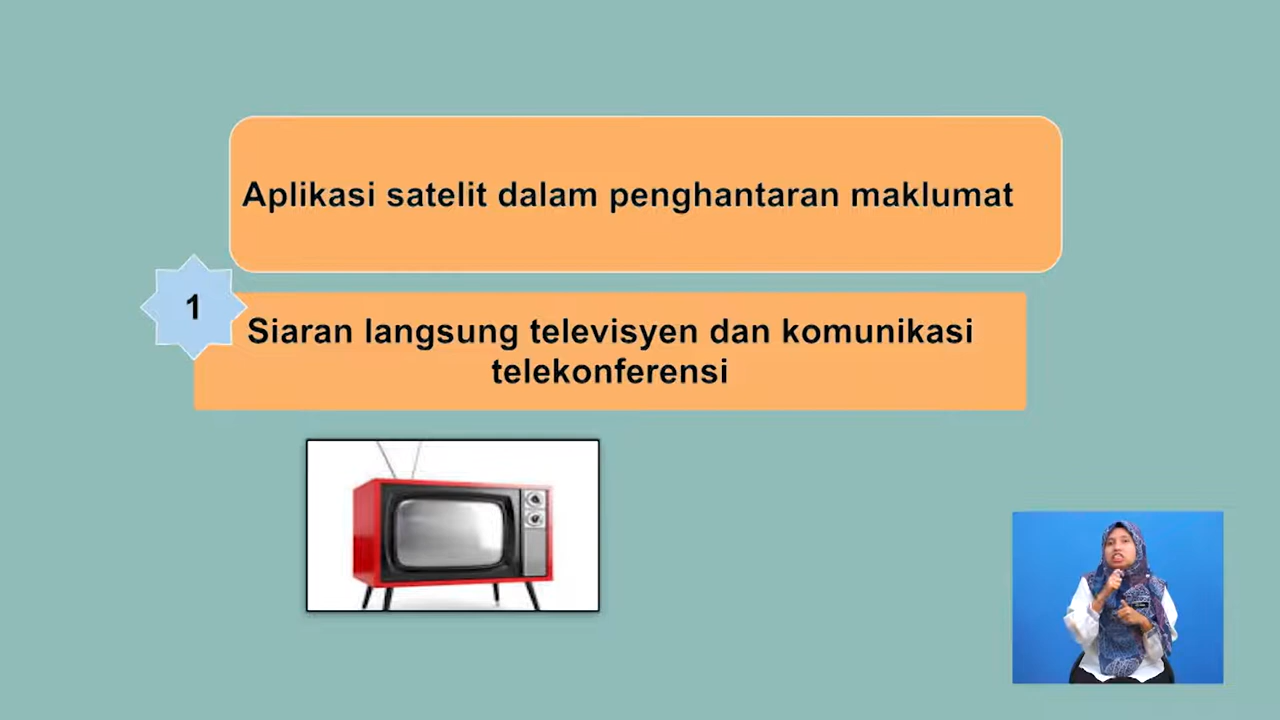 Aplikasi satelit dalam penghantaran maklumat
1
Siaran langsung televisyen dan komunikasi
telekonferensi